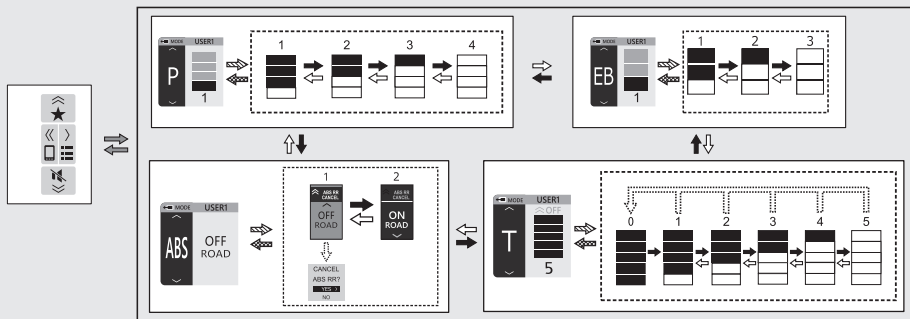 MODE USER1
P
1
1 2 3 4
MODE USER1
EB
1
1 2 3
MODE USER1
ABS
OFF
ROAD
1 2
ABS RR
CANCEL
OFF
ROAD
ABS RR
CANCEL
ON
ROAD
CANCEL
ABS RR?
YES
NO
MODE USER1
OFF
T
5
0 1 2 3 4 5